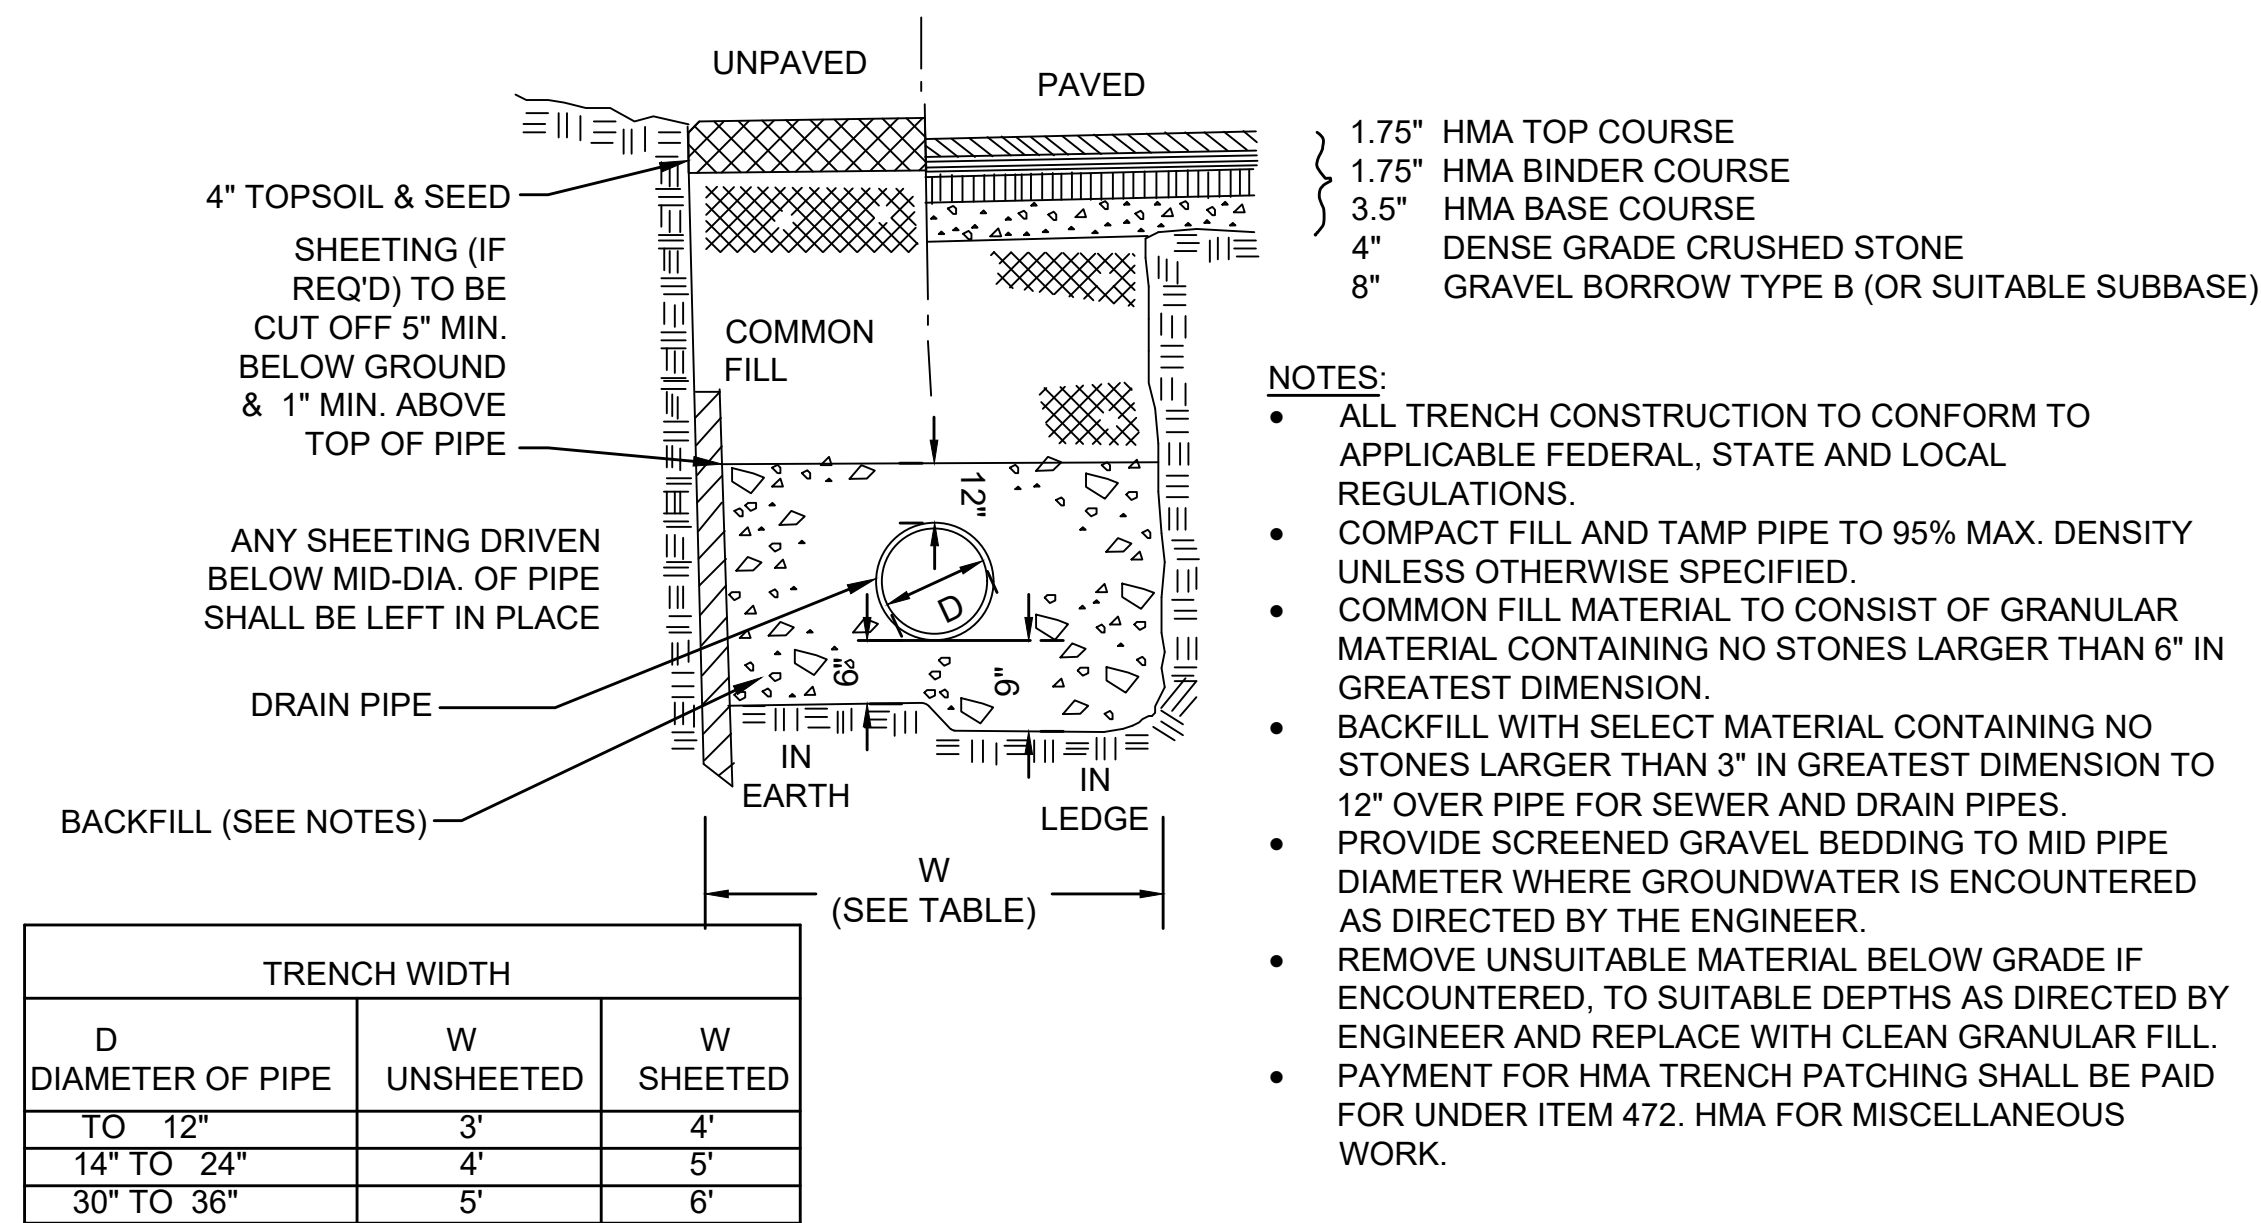 UNPAVED
PAVED
4" TOPSOIL & SEED
SHEETING (IF
REQ'D) TO BE
CUT OFF 5" MIN.
BELOW GROUND
& 1" MIN. ABOVE
TOP OF PIPE
ANY SHEETING DRIVEN
BELOW MID-DIA. OF PIPE
SHALL BE LEFT IN PLACE
DRAIN PIPE
BACKFILL (SEE NOTES)
COMMON
FILL
12"
D
6"
6"
IN
EARTH
IN
LEDGE
W
(SEE TABLE)
1.75" HMA TOP COURSE
1.75" HMA BINDER COURSE
3.5" HMA BASE COURSE
4" DENSE GRADE CRUSHED STONE
8" GRAVEL BORROW TYPE B (OR SUITABLE SUBBASE)
NOTES:
• ALL TRENCH CONSTRUCTION TO CONFORM TO
APPLICABLE FEDERAL, STATE AND LOCAL
REGULATIONS.
• COMPACT FILL AND TAMP PIPE TO 95% MAX. DENSITY
UNLESS OTHERWISE SPECIFIED.
• COMMON FILL MATERIAL TO CONSIST OF GRANULAR
MATERIAL CONTAINING NO STONES LARGER THAN 6" IN
GREATEST DIMENSION.
• BACKFILL WITH SELECT MATERIAL CONTAINING NO
STONES LARGER THAN 3" IN GREATEST DIMENSION TO
12" OVER PIPE FOR SEWER AND DRAIN PIPES.
• PROVIDE SCREENED GRAVEL BEDDING TO MID PIPE
DIAMETER WHERE GROUNDWATER IS ENCOUNTERED
AS DIRECTED BY THE ENGINEER.
• REMOVE UNSUITABLE MATERIAL BELOW GRADE IF
ENCOUNTERED, TO SUITABLE DEPTHS AS DIRECTED BY
ENGINEER AND REPLACE WITH CLEAN GRANULAR FILL.
• PAYMENT FOR HMA TRENCH PATCHING SHALL BE PAID
FOR UNDER ITEM 472. HMA FOR MISCELLANEOUS
WORK.
TRENCH WIDTH
D W W
DIAMETER OF PIPE UNSHEETED SHEETED
TO 12" 3' 4'
14" TO 24" 4' 5'
30" TO 36" 5' 6'